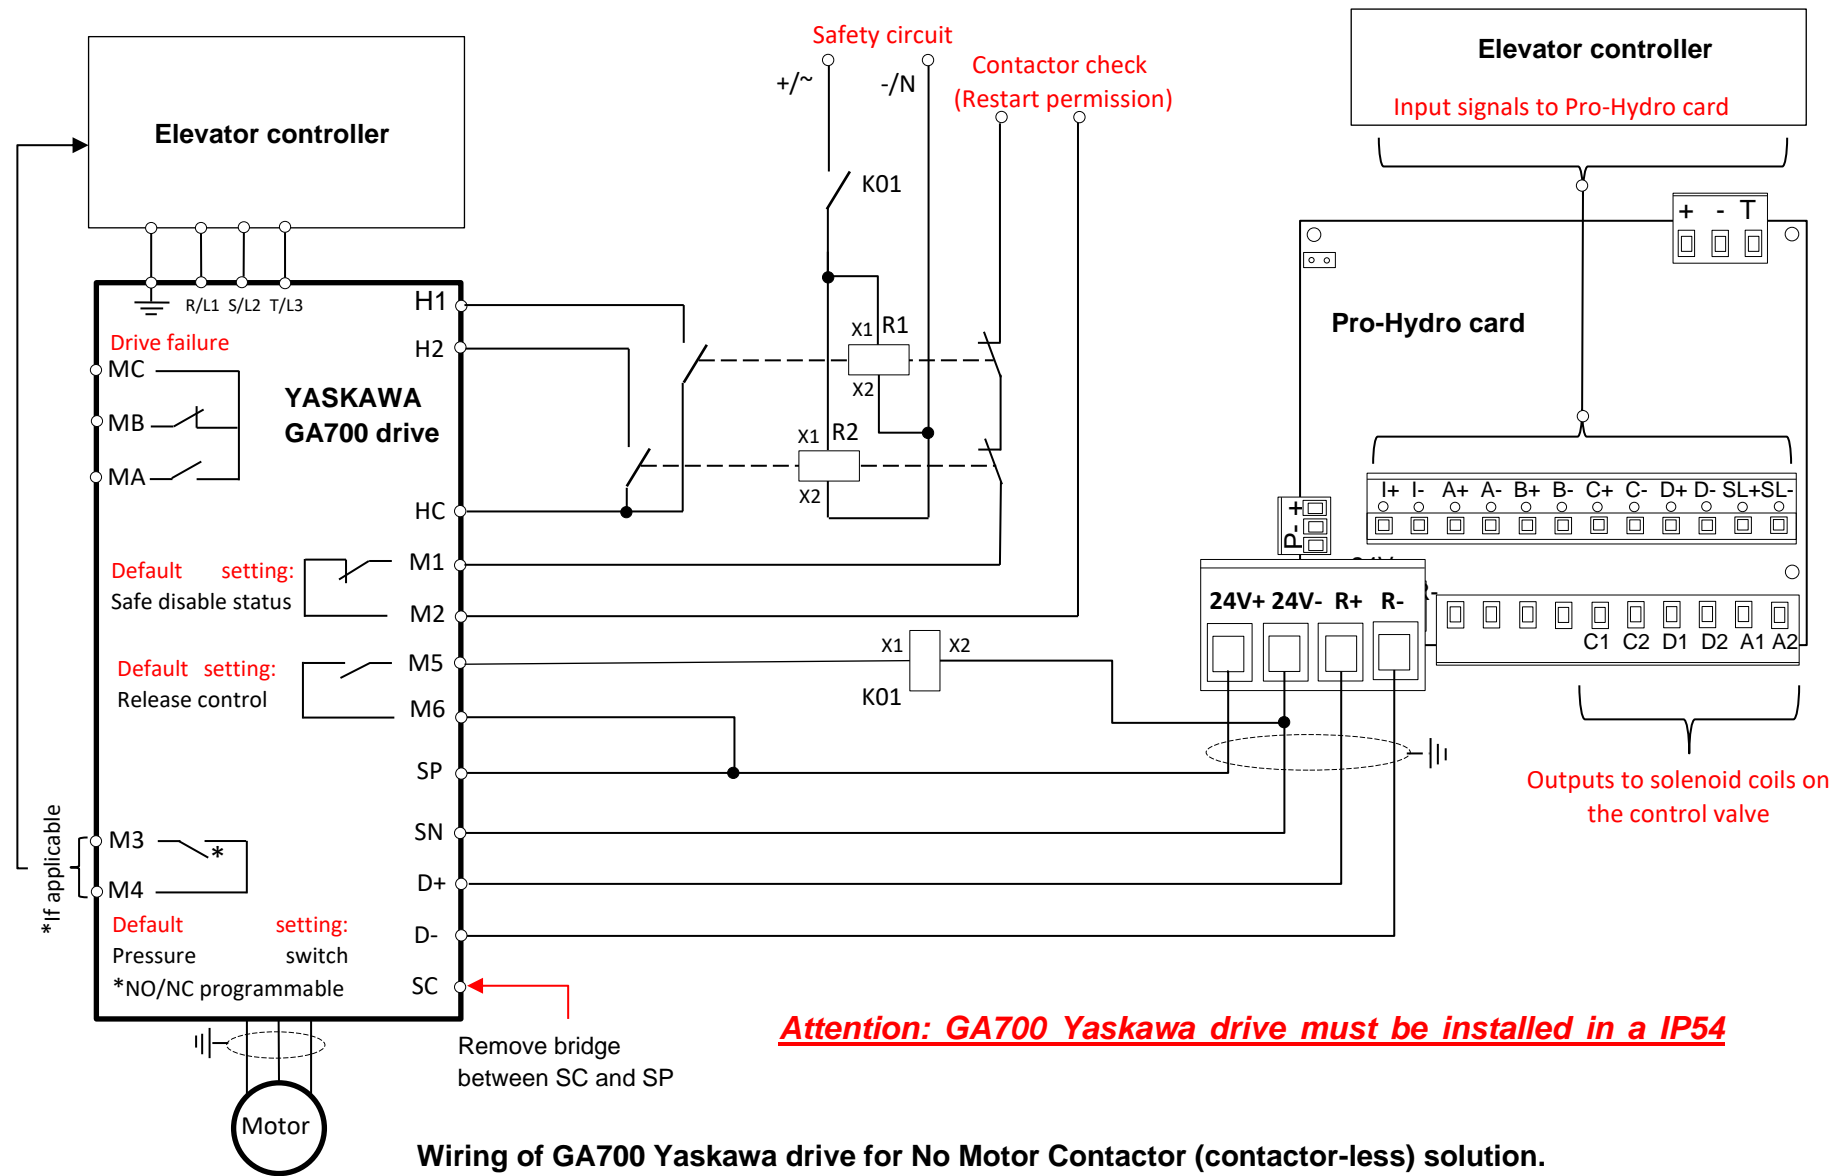 Safety circuit
+/~
-/N
Contactor check
(Restart permission)
Elevator controller
Input signals to Pro-Hydro card
Elevator controller
K01
+ - T
R/L1 S/L2 T/L3
H1
Drive failure
H2
MC
MB
MA
YASKAWA
GA700 drive
X1 R1
X2
X1 R2
X2
Pro-Hydro card
HC
I+ I- A+ A- B+ B- C+ C- D+ D- SL+ SL-
P - +
Default setting:
Safe disable status
M1
M2
24V+ 24V- R+ R-
C1 C2 D1 D2 A1 A2
Default setting:
Release control
M5
M6
X1 X2
K01
SP
SN
Outputs to solenoid coils on
the control valve
*If applicable
M3
*
M4
D+
Default setting:
Pressure switch
*NO/NC programmable
D-
SC
Remove bridge
between SC and SP
Attention: GA700 Yaskawa drive must be installed in a IP54
Motor
Wiring of GA700 Yaskawa drive for No Motor Contactor (contactor-less) solution.